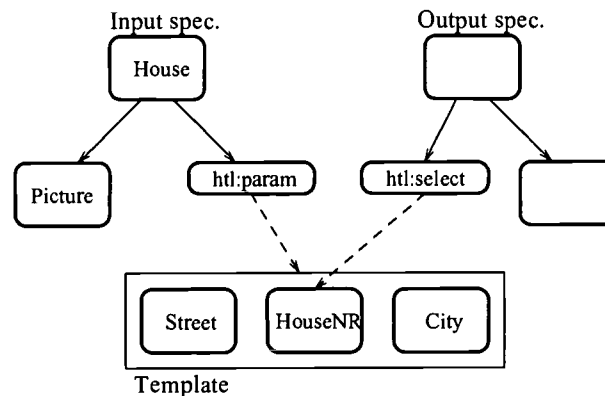 Input spec.
Output spec.
House
Picture
htl:param
htl:select
Street
HouseNR
City
Template